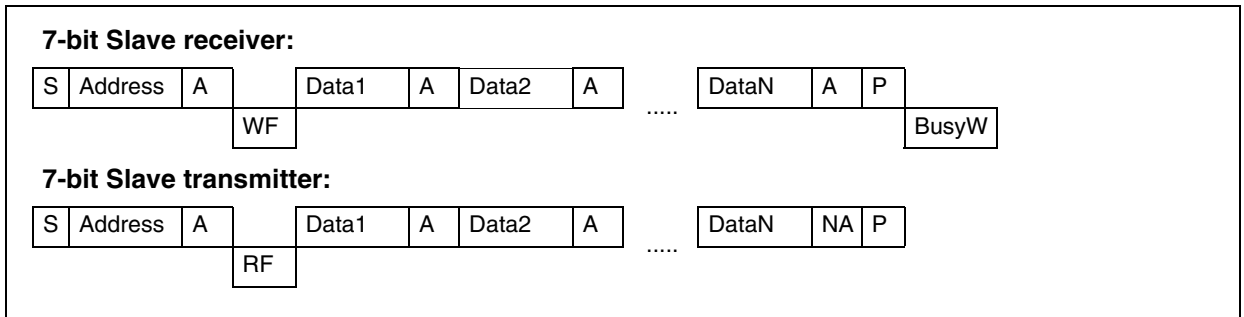 7-bit Slave receiver:
S Address A Data1 A Data2 A ..... DataN A P
WF BusyW
7-bit Slave transmitter:
S Address A Data1 A Data2 A ..... DataN NA P
RF